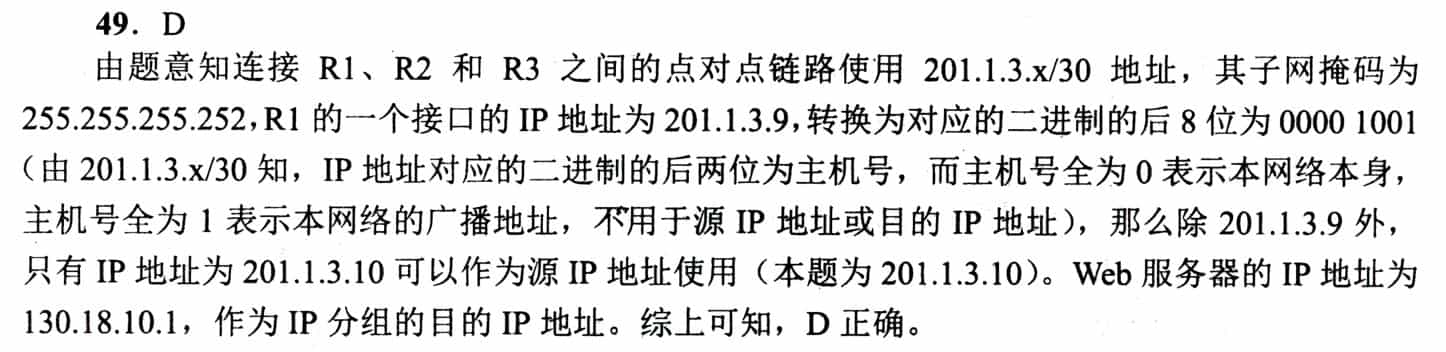 49. D
由题意知连接 R1、R2 和 R3 之间的点对点链路使用 201.1.3.x/30 地址，其子网掩码为
255.255.255.252,R1 的一个接口的 IP 地址为 201.1.3.9,转换为对应的二进制的后 8 位为 0000 1001
（由 201.1.3.x/30 知，IP 地址对应的二进制的后两位为主机号，而主机号全为 0 表示本网络本身，
主机号全为 1 表示本网络的广播地址，不用于源 IP 地址或目的 IP 地址），那么除 201.1.3.9 外，
只有 IP 地址为 201.1.3.10 可以作为源 IP 地址使用（本题为 201.1.3.10）。Web 服务器的 IP 地址为
130.18.10.1，作为 IP 分组的目的 IP 地址。综上可知，D 正确。